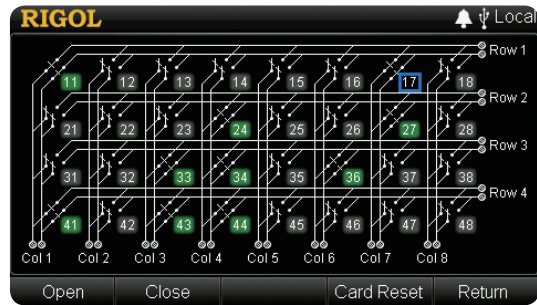 RIGOL Local
Row 1
11 12 13 14 15 16 17 18
Row 2
21 22 23 24 25 26 27 28
Row 3
31 32 33 34 35 36 37 38
Row 4
41 42 43 44 45 46 47 48
Col 1 Col 2 Col 3 Col 4 Col 5 Col 6 Col 7 Col 8
Open Close Card Reset Return